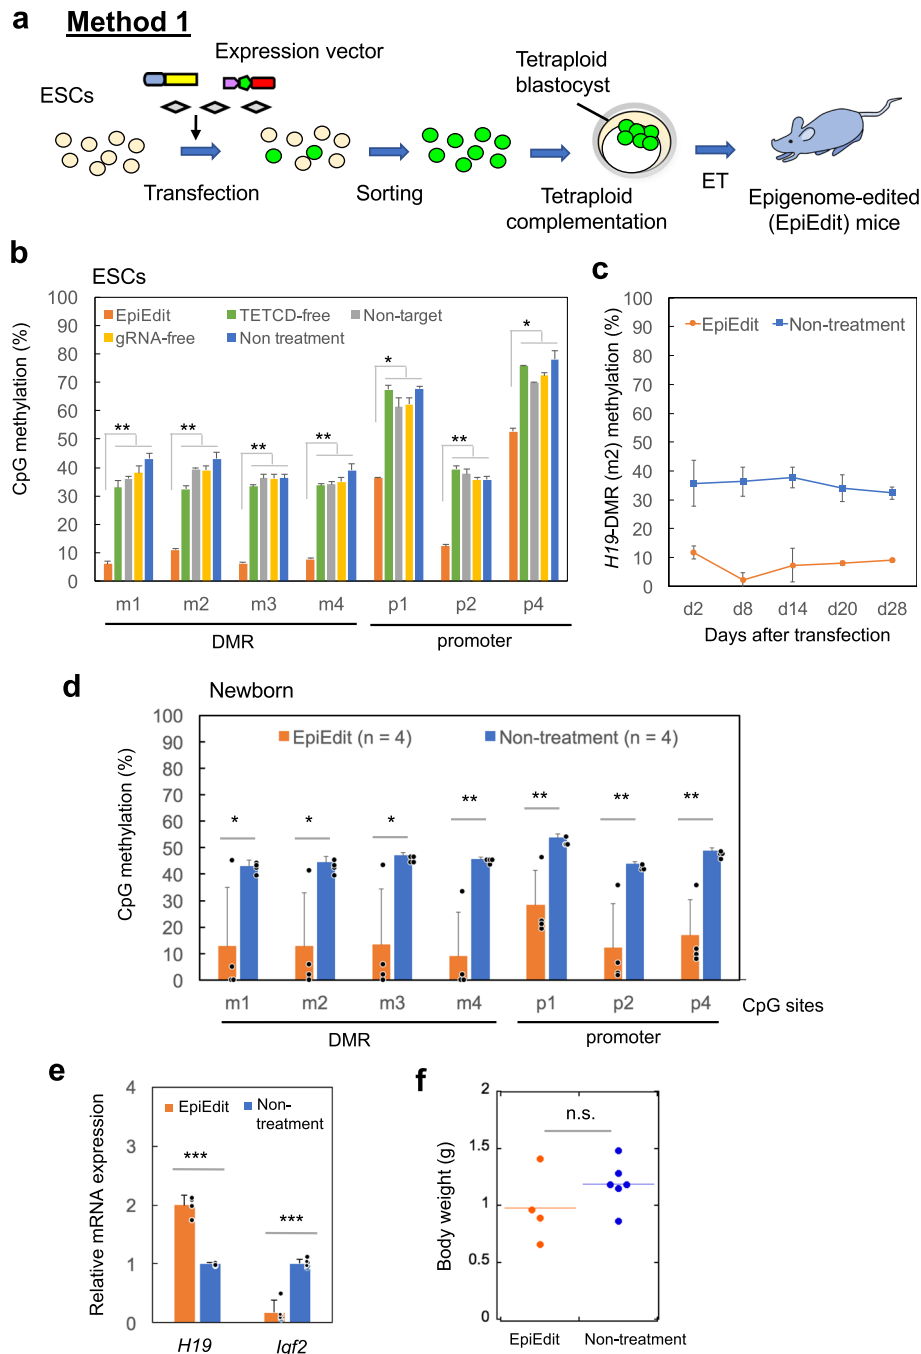 a Method 1
Expression vector
ESCs
Tetraploid
blastocyst
Transfection
Sorting
Tetraploid
complementation
ET
Epigenome-edited
(EpiEdit) mice
b
ESCs
CpG methylation (%)
100
90
80
70
60
50
40
30
20
10
0
EpiEdit
TETCD-free
Non-target
gRNA-free
Non treatment
**
**
**
**
*
**
*
m1 m2 m3 m4 p1 p2 p4
DMR promoter
c
H19-DMR (m2) methylation (%)
100
90
80
70
60
50
40
30
20
10
0
EpiEdit
Non-treatment
d2 d8 d14 d20 d28
Days after transfection
d
Newborn
CpG methylation (%)
100
90
80
70
60
50
40
30
20
10
0
EpiEdit (n = 4)
Non-treatment (n = 4)
* * * ** ** ** **
m1 m2 m3 m4 p1 p2 p4
CpG sites
DMR promoter
e
Relative mRNA expression
4
3
2
1
0
EpiEdit
Non-
treatment
***
***
H19 Igf2
f
Body weight (g)
2
1.5
1
0.5
0
n.s.
EpiEdit Non-treatment